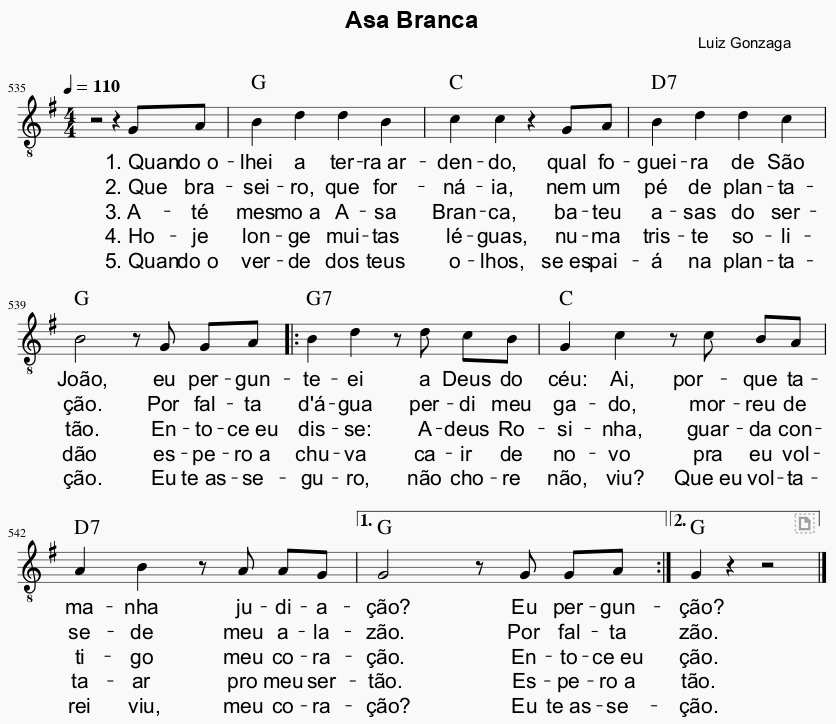 Asa Branca
Luiz Gonzaga
535 ♩ = 110 G C D7
4 4
8
1. Quando o - lhei a ter - ra ar - den - do, qual fo - guei - ra de São
2. Que bra - sei - ro, que for - ná - ia, nem um pé de plan - ta -
3. A - té mesmo a A - sa Bran - ca, ba - teu a - sas do ser -
4. Ho - je lon - ge mui - tas lé - guas, nu - ma tris - te so - li -
5. Quando o ver - de dos teus o - lhos, se es pai - á na plan - ta -
539 G G7 C
8
João, eu per - gun - te - ei a Deus do céu: Ai, por - que ta -
ção. Por fal - ta d'á - gua per - di meu ga - do, mor - reu de
tão. En - to - ce eu dis - se: A - deus Ro - si - nha, guar - da con -
dão es - pe - ro a chu - va ca - ir de no - vo pra eu vol -
ção. Eu te as - se - gu - ro, não cho - re não, viu? Que eu vol - ta -
542 D7 1. G 2. G
8
ma - nha ju - di - a - ção? Eu per - gun - ção?
se - de meu a - la - zão. Por fal - ta zão.
ti - go meu co - ra - ção. En - to - ce eu ção.
ta - ar pro meu ser - tão. Es - pe - ro a tão.
rei viu, meu co - ra - ção? Eu te as - se - ção.